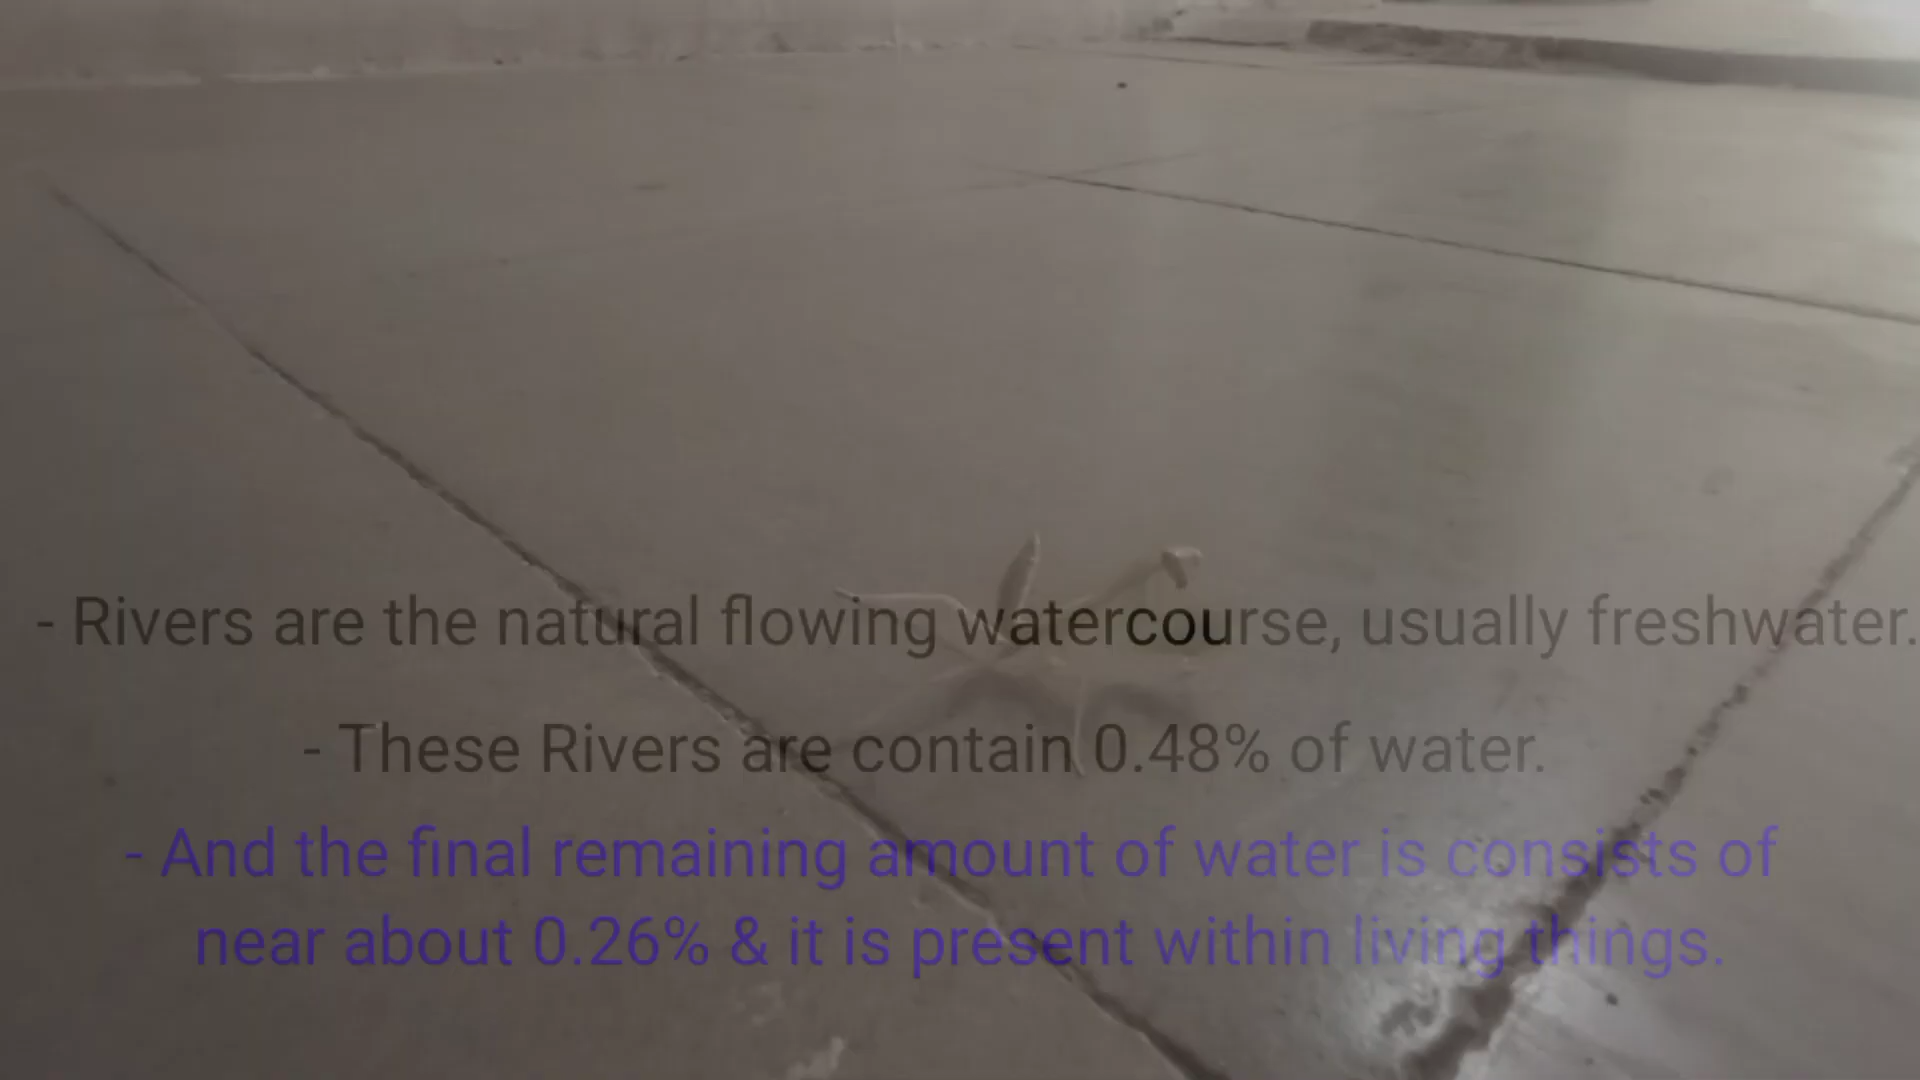 - Rivers are the natural flowing watercourse, usually freshwater.
- These Rivers are contain 0.48% of water.
- And the final remaining amount of water is consists of
near about 0.26% & it is present within living things.